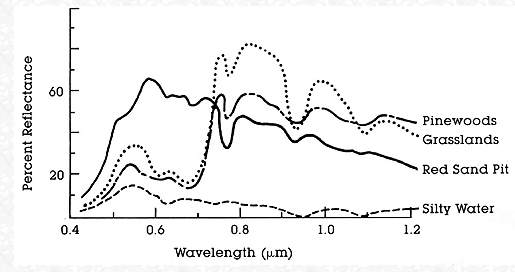 Percent Reflectance
60
20
Pinewoods
Grasslands
Red Sand Pit
Silty Water
0.4 0.6 0.8 1.0 1.2
Wavelength (μm)